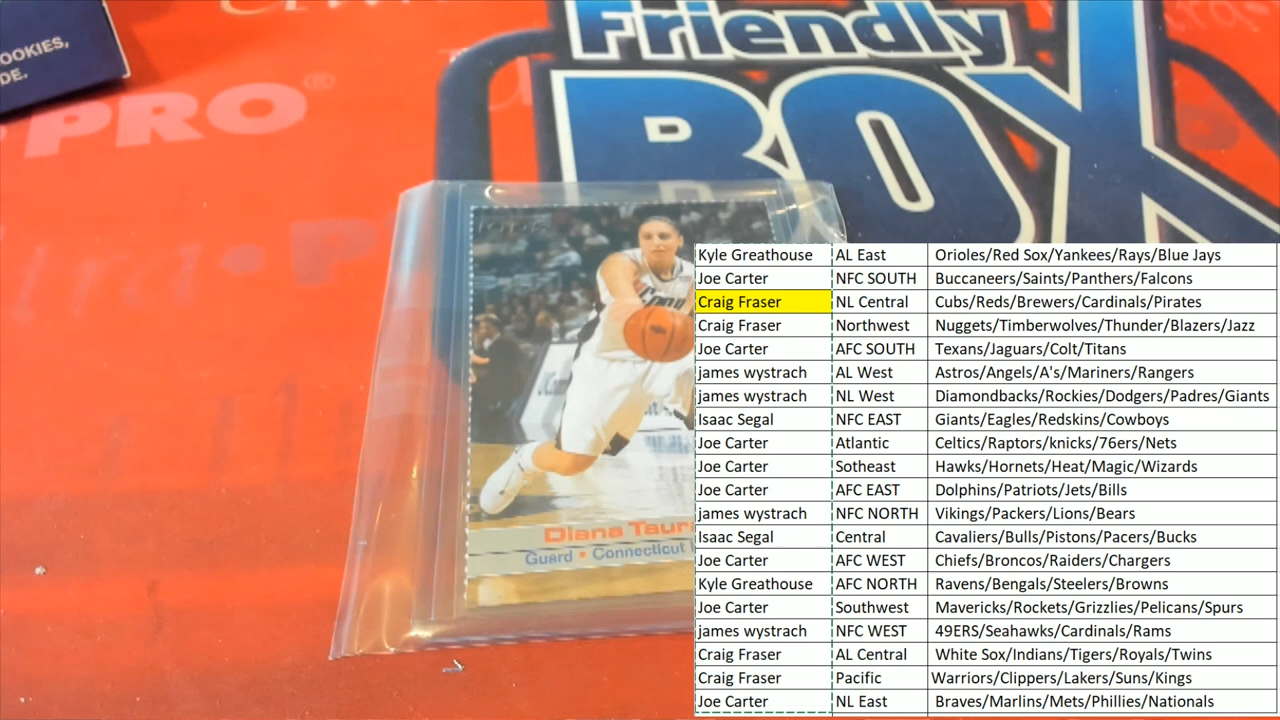 OOKIES,
DE.
PRO®
Friendly
BOX
Diana Taur
Guard • Connecticut
Kyle Greathouse AL East Orioles/Red Sox/Yankees/Rays/Blue Jays
Joe Carter NFC SOUTH Buccaneers/Saints/Panthers/Falcons
Craig Fraser NL Central Cubs/Reds/Brewers/Cardinals/Pirates
Craig Fraser Northwest Nuggets/Timberwolves/Thunder/Blazers/Jazz
Joe Carter AFC SOUTH Texans/Jaguars/Colt/Titans
james wystrach AL West Astros/Angels/A's/Mariners/Rangers
james wystrach NL West Diamondbacks/Rockies/Dodgers/Padres/Giants
Isaac Segal NFC EAST Giants/Eagles/Redskins/Cowboys
Joe Carter Atlantic Celtics/Raptors/knicks/76ers/Nets
Joe Carter Sotheast Hawks/Hornets/Heat/Magic/Wizards
Joe Carter AFC EAST Dolphins/Patriots/Jets/Bills
james wystrach NFC NORTH Vikings/Packers/Lions/Bears
Isaac Segal Central Cavaliers/Bulls/Pistons/Pacers/Bucks
Joe Carter AFC WEST Chiefs/Broncos/Raiders/Chargers
Kyle Greathouse AFC NORTH Ravens/Bengals/Steelers/Browns
Joe Carter Southwest Mavericks/Rockets/Grizzlies/Pelicans/Spurs
james wystrach NFC WEST 49ERS/Seahawks/Cardinals/Rams
Craig Fraser AL Central White Sox/Indians/Tigers/Royals/Twins
Craig Fraser Pacific Warriors/Clippers/Lakers/Suns/Kings
Joe Carter NL East Braves/Marlins/Mets/Phillies/Nationals